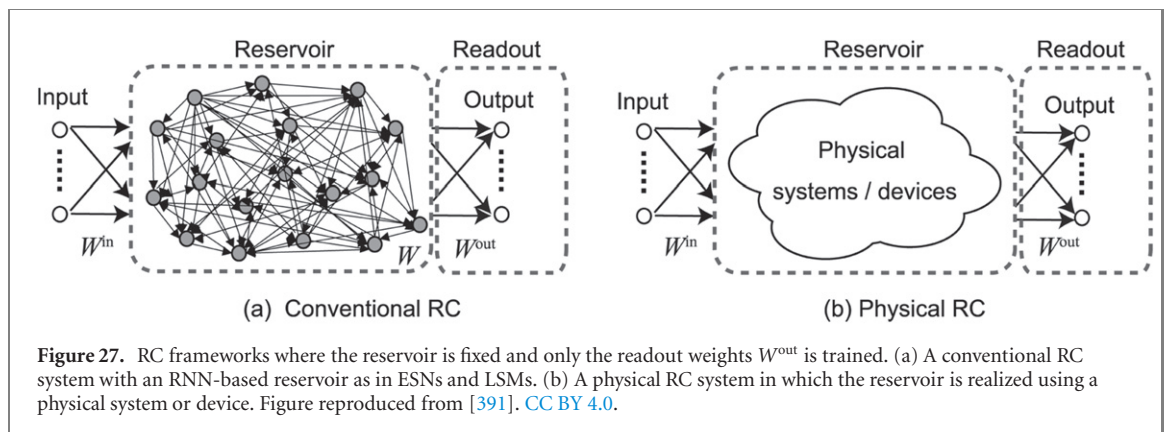 Reservoir
Readout
Input
Output
W^in
W
W^out
(a) Conventional RC
Reservoir
Readout
Input
Output
Physical
systems / devices
W^in
W^out
(b) Physical RC
Figure 27. RC frameworks where the reservoir is fixed and only the readout weights W^out is trained. (a) A conventional RC
system with an RNN-based reservoir as in ESNs and LSMs. (b) A physical RC system in which the reservoir is realized using a
physical system or device. Figure reproduced from [391]. CC BY 4.0.